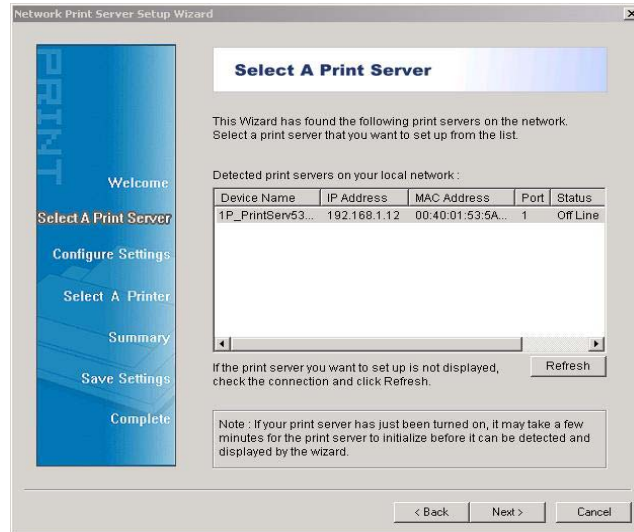 Network Print Server Setup Wizard
PRINT
Select A Print Server
This Wizard has found the following print servers on the network.
Select a print server that you want to set up from the list.
Welcome
Select A Print Server
Configure Settings
Select A Printer
Summary
Save Settings
Complete
Detected print servers on your local network :
Device Name IP Address MAC Address Port Status
1P_PrintServ53... 192.168.1.12 00:40:01:53:5A... 1 Off Line
If the print server you want to set up is not displayed,
check the connection and click Refresh.
Refresh
Note : If your print server has just been turned on, it may take a few
minutes for the print server to initialize before it can be detected and
displayed by the wizard.
< Back Next > Cancel